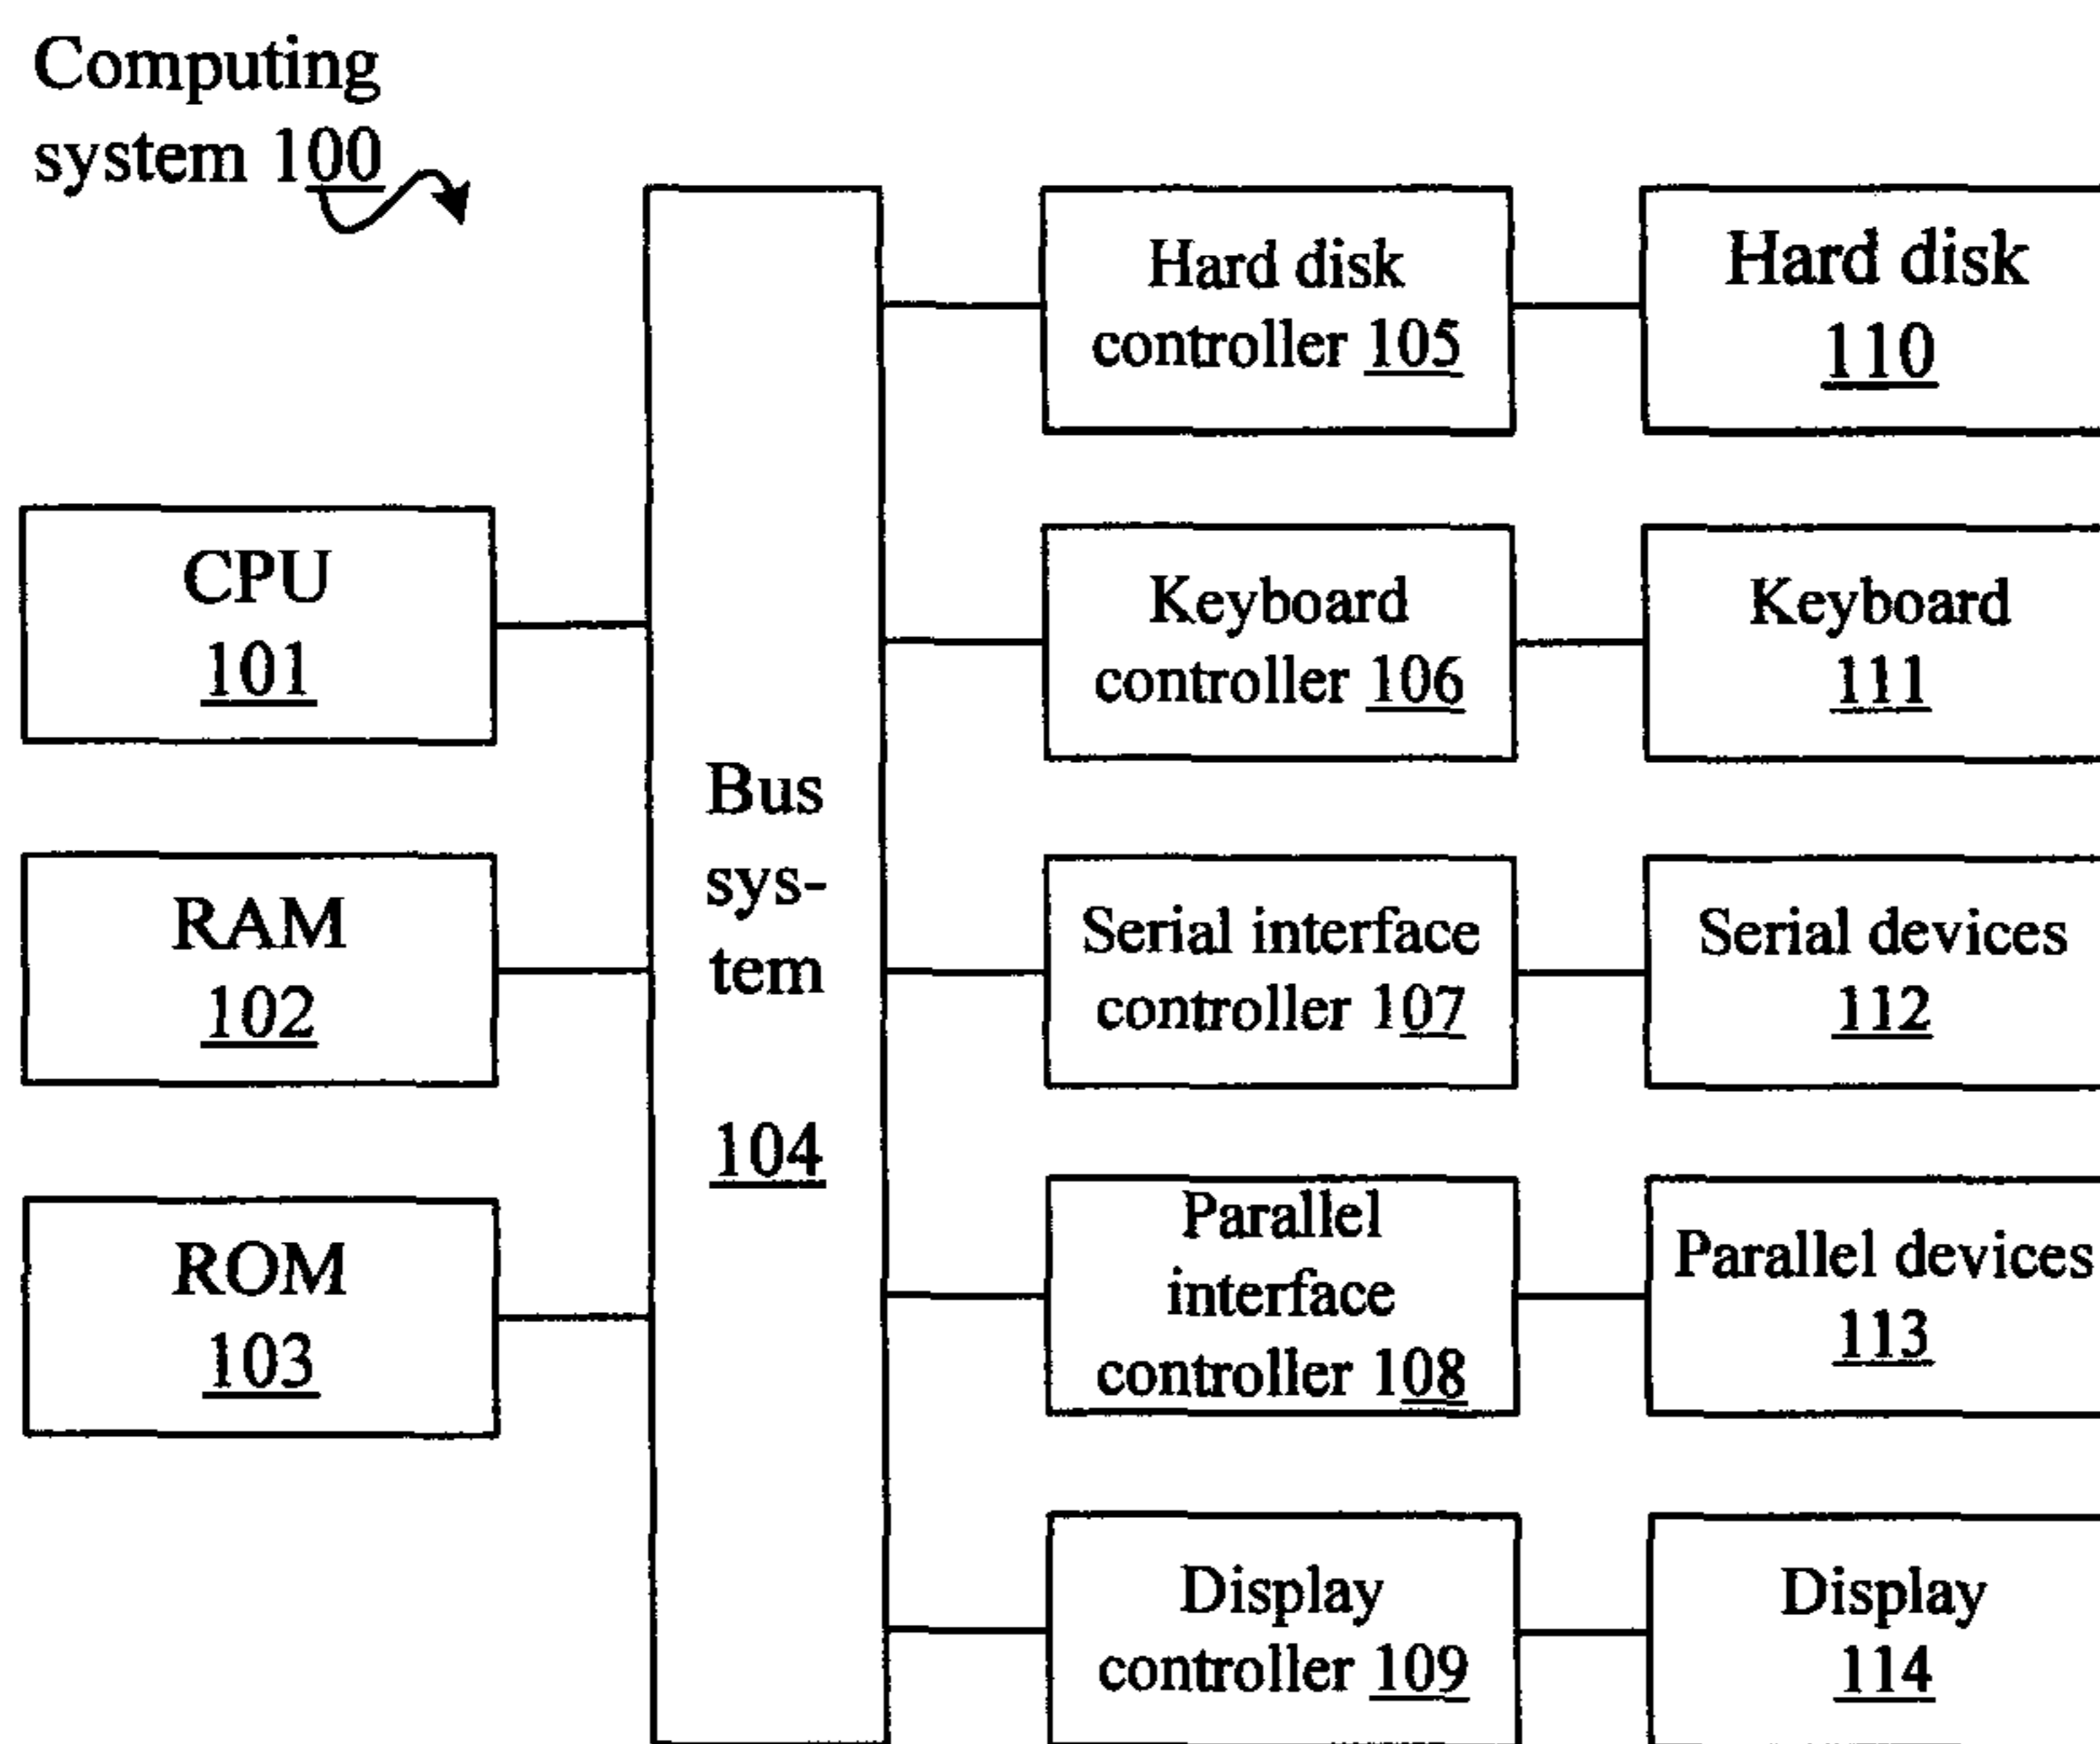 Computing
system 100
Hard disk
controller 105
Hard disk
110
CPU
101
Keyboard
controller 106
Keyboard
111
Bus
sys-
tem
104
RAM
102
Serial interface
controller 107
Serial devices
112
ROM
103
Parallel
interface
controller 108
Parallel devices
113
Display
controller 109
Display
114